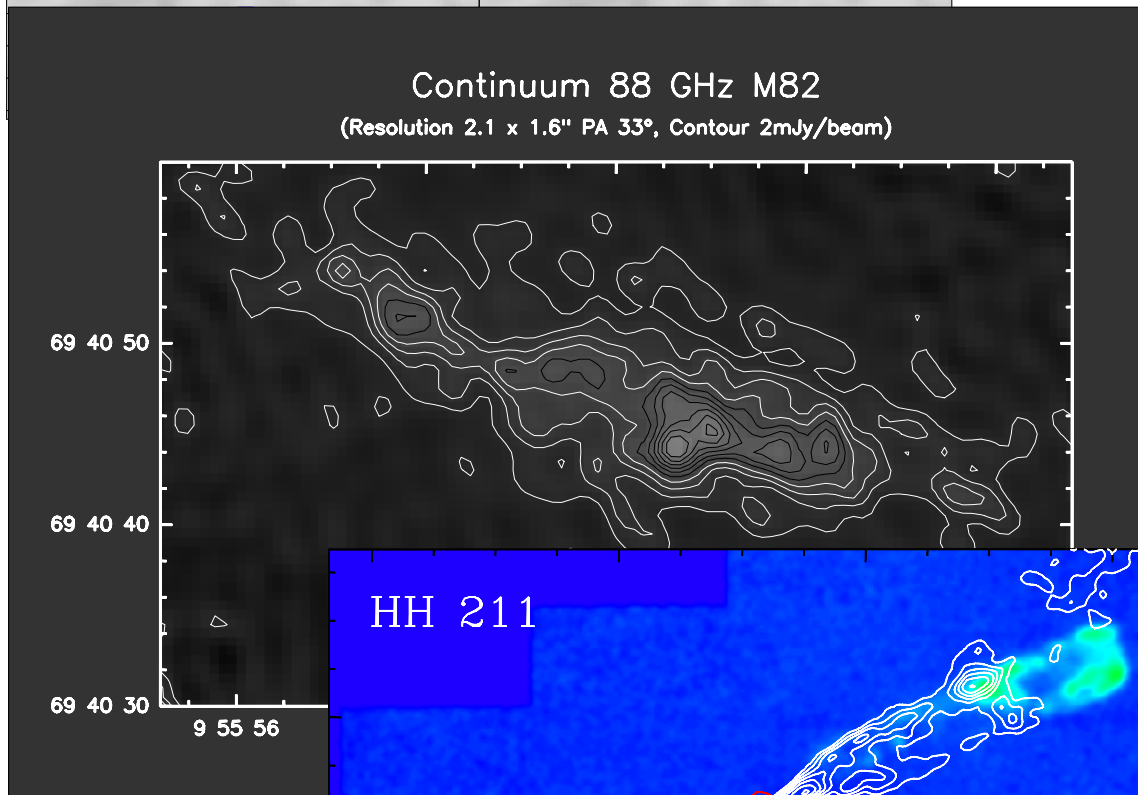 Continuum 88 GHz M82
(Resolution 2.1 x 1.6" PA 33°, Contour 2mJy/beam)
69 40 50
69 40 40
HH 211
69 40 30
9 55 56